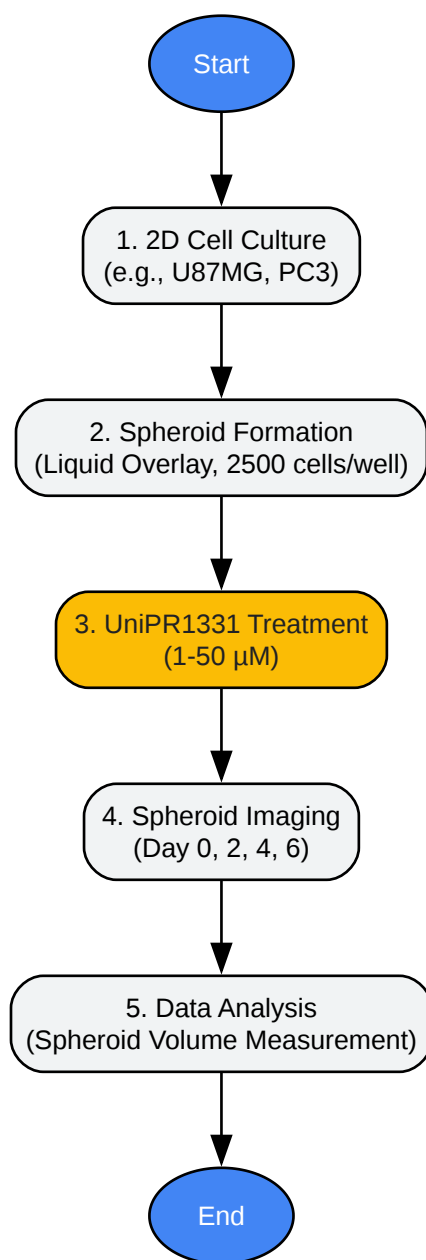 Start
1. 2D Cell Culture
(e.g., U87MG, PC3)
2. Spheroid Formation
(Liquid Overlay, 2500 cells/well)
3. UniPR1331 Treatment
(1-50 µM)
4. Spheroid Imaging
(Day 0, 2, 4, 6)
5. Data Analysis
(Spheroid Volume Measurement)
End